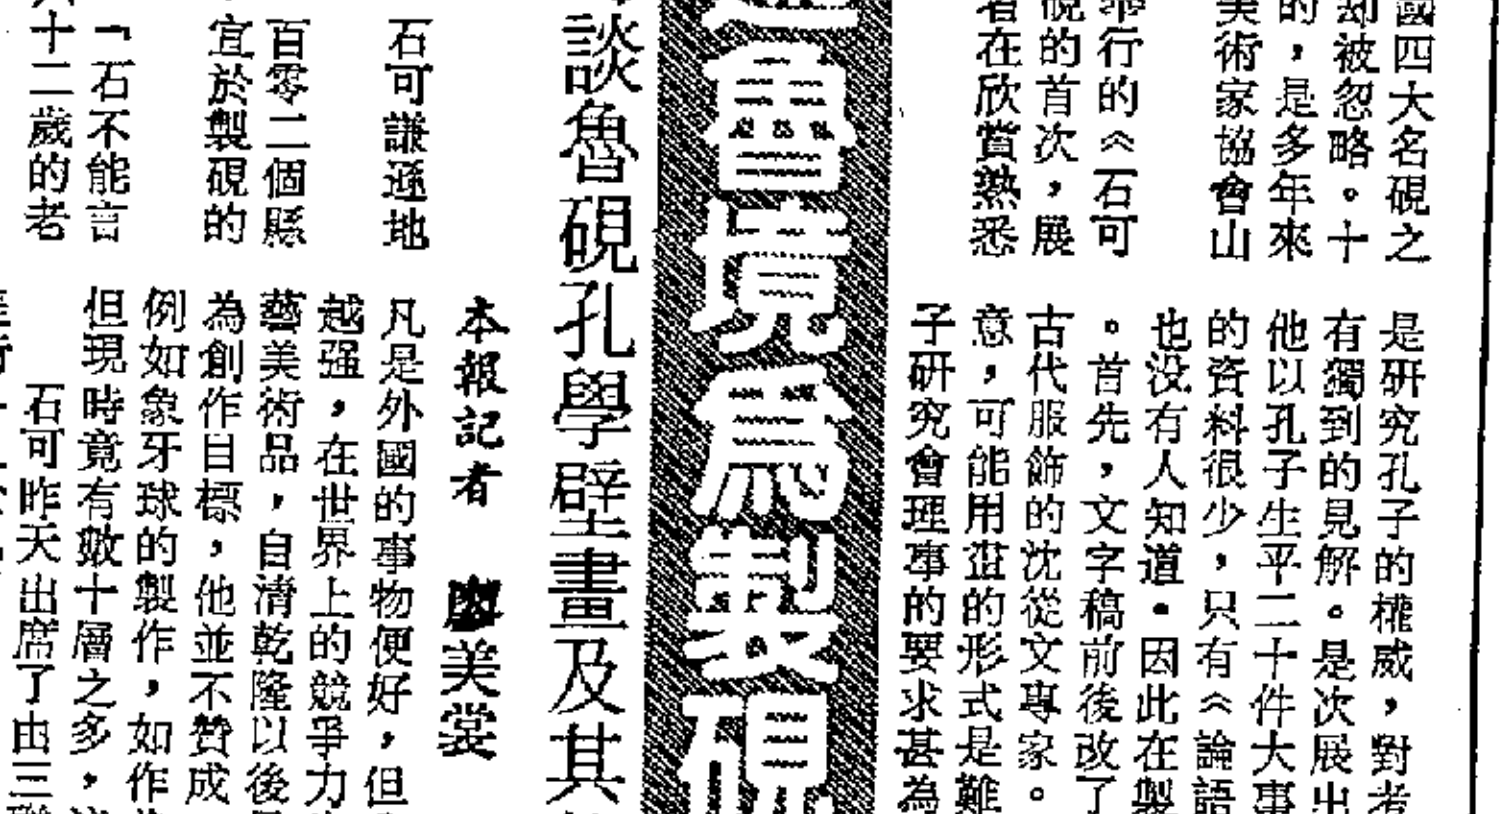 國四大名硯之
却被忽略。十
的，是多年來
美術家協會山
行的《石可
硯的首次，展
者在欣賞熱悉
是研究孔子的權威，對考
有獨到的見解。是次展出
他以孔子生平二十件大事
的資料很少，只有《論語
也没有人知道。因此在製
。首先，文字稿前後改了
古代服飾的沈從文專家。
意，可能用畫的形式是難
子研究會理事的要求甚為
畫境爲製硯
談魯硯孔學壁畫及其
本報記者 廖美裳
石可謙遜地
百零二個縣
宜於製硯的
「石不能言
十二歲的老
凡是外國的事物便好，但
越强，在世界上的競爭力
藝美術品，自清乾隆以後
為創作目標，他並不贊成
例如象牙球的製作，如作
但現時竟有數十層之多，
石可昨天出席了由三